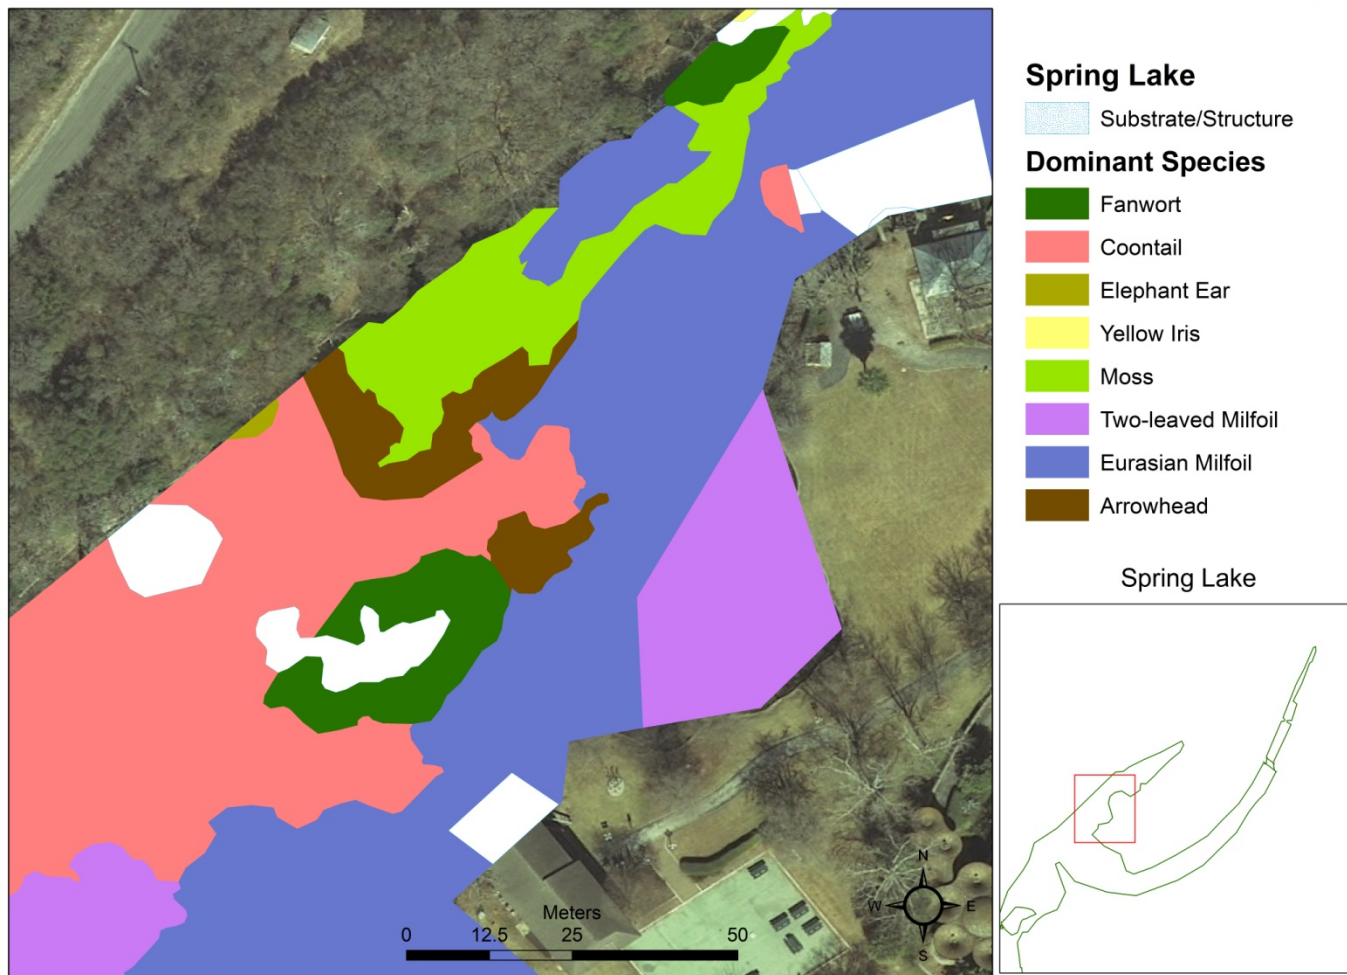 Spring Lake
Substrate/Structure
Dominant Species
Fanwort
Coontail
Elephant Ear
Yellow Iris
Moss
Two-leaved Milfoil
Eurasian Milfoil
Arrowhead
Spring Lake
N
W E
S
Meters
0 12.5 25 50